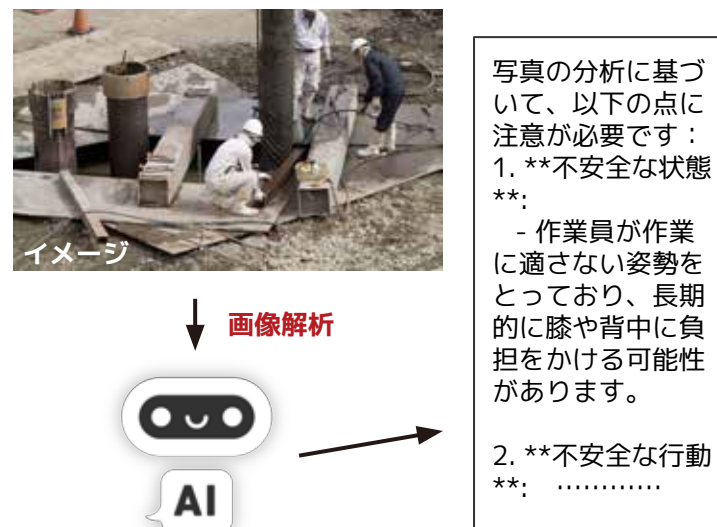 イメージ
画像解析
AI
写真の分析に基づ
いて、以下の点に
注意が必要です：
1. **不安全な状態
**:
- 作業員が作業
に適さない姿勢を
とっており、長期
的に膝や背中に負
担をかける可能性
があります。
2. **不安全な行動
**: …………